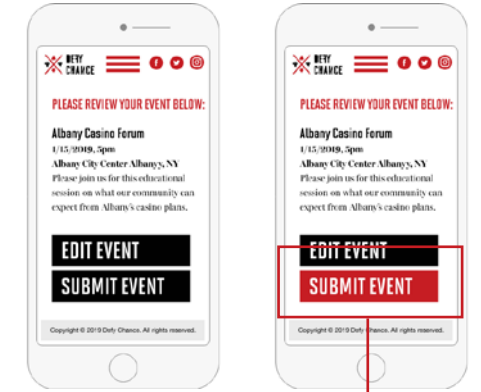 DEFY
CHANCE
PLEASE REVIEW YOUR EVENT BELOW:
Albany Casino Forum
1/15/2019, 5pm
Albany City Center Albanyy, NY
Please join us for this educational
session on what our community can
expect from Albany's casino plans.
EDIT EVENT
SUBMIT EVENT
Copyright © 2019 Defy Chance. All rights reserved.
DEFY
CHANCE
PLEASE REVIEW YOUR EVENT BELOW:
Albany Casino Forum
1/15/2019, 5pm
Albany City Center Albanyy, NY
Please join us for this educational
session on what our community can
expect from Albany's casino plans.
EDIT EVENT
SUBMIT EVENT
Copyright © 2019 Defy Chance. All rights reserved.